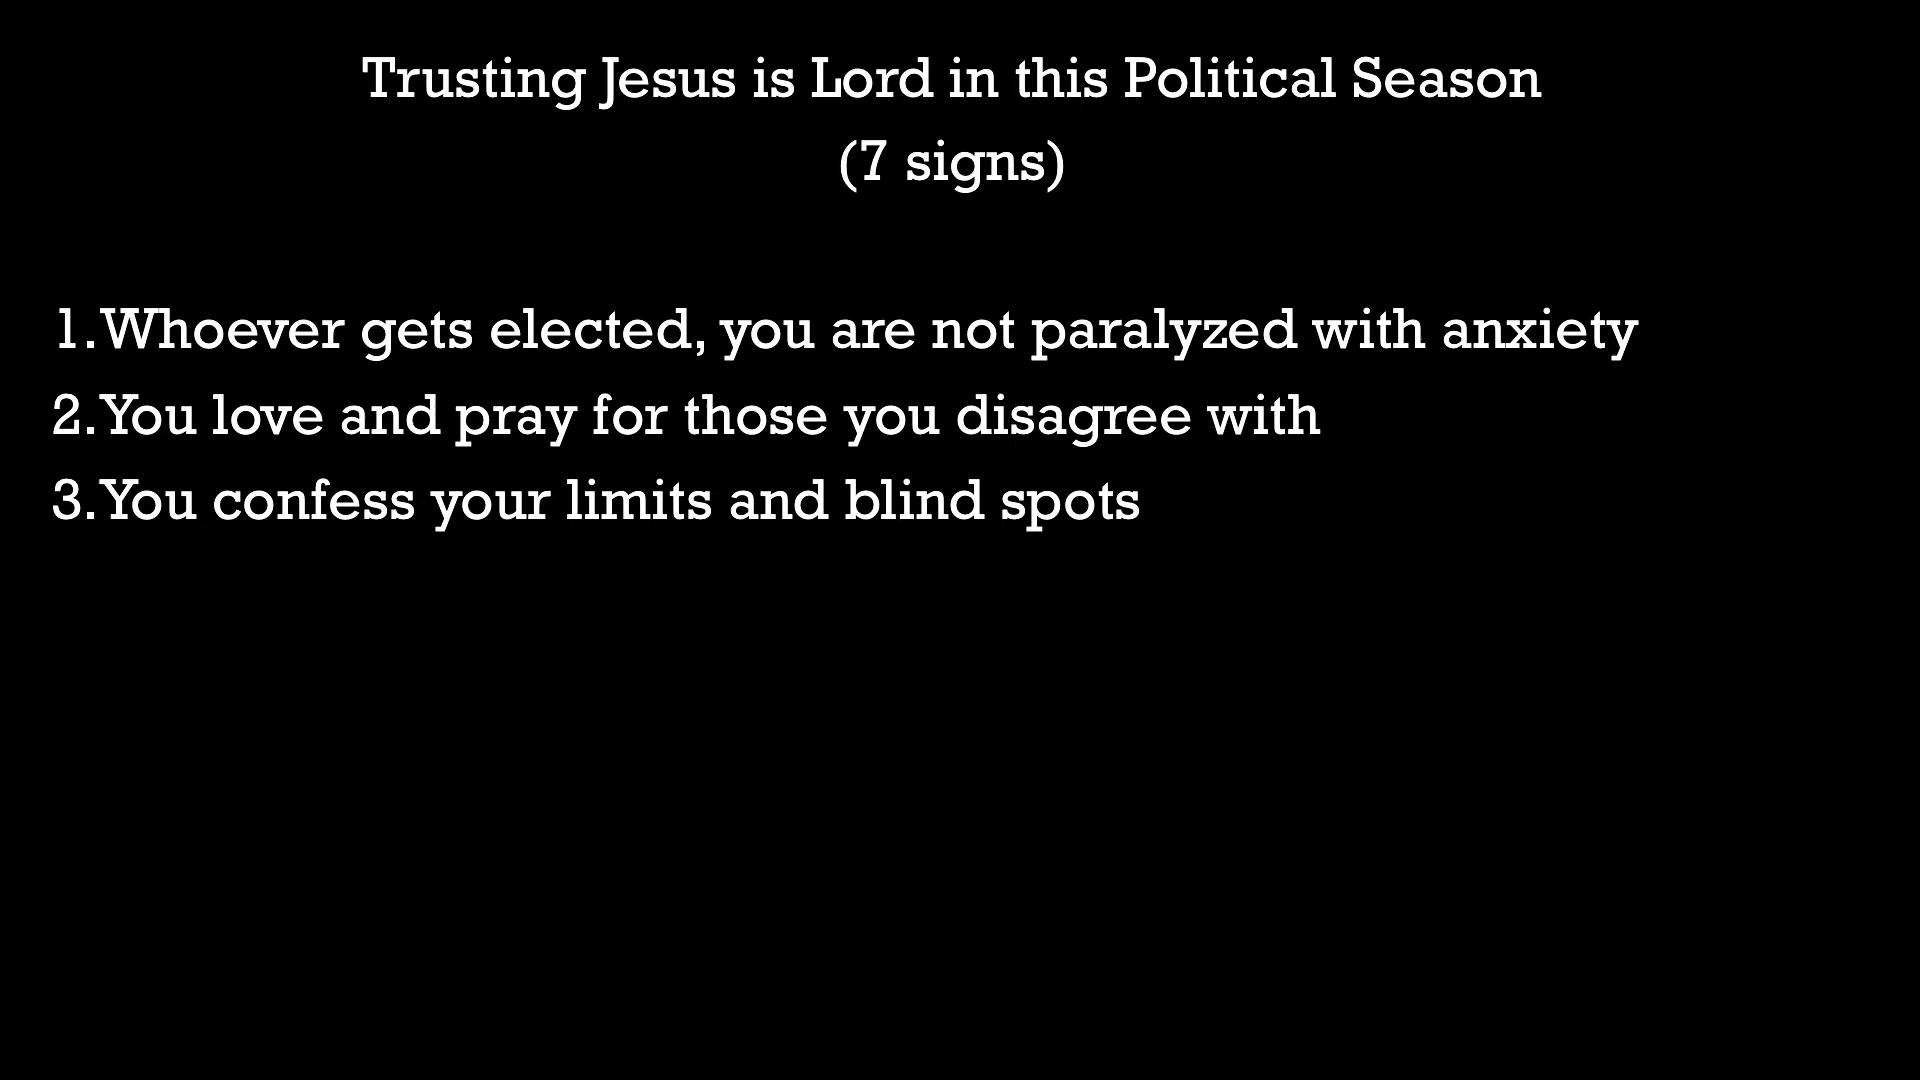 Trusting Jesus is Lord in this Political Season
(7 signs)
1.Whoever gets elected, you are not paralyzed with anxiety
2.You love and pray for those you disagree with
3.You confess your limits and blind spots